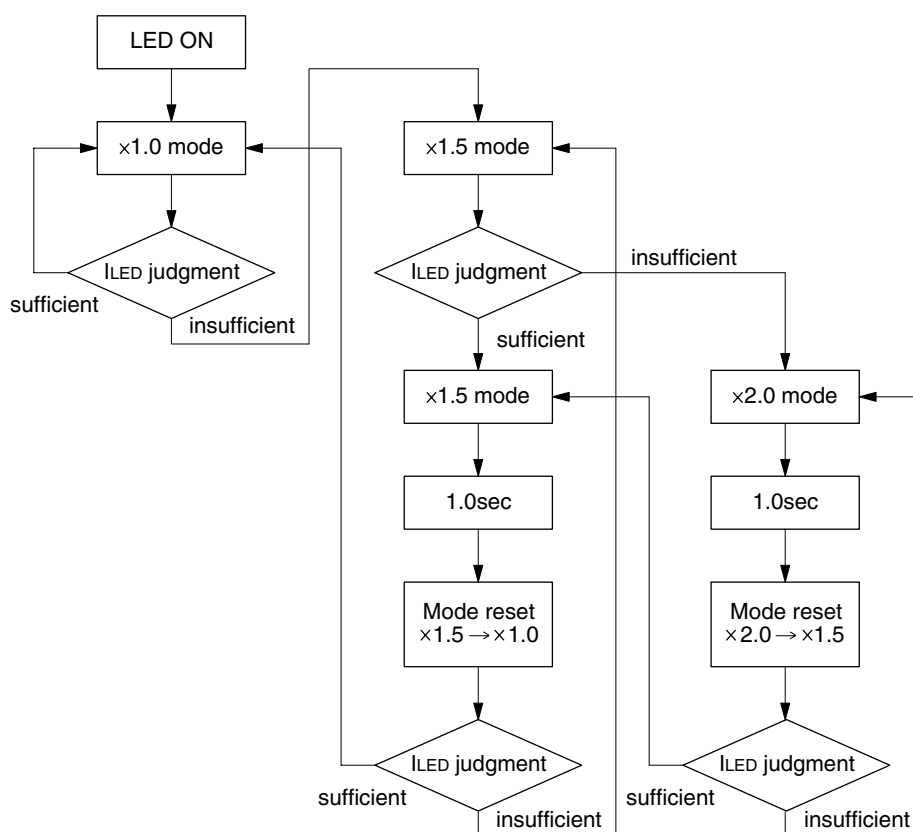 LED ON
×1.0 mode
ILED judgment
sufficient
insufficient
×1.5 mode
ILED judgment
insufficient
sufficient
×1.5 mode
1.0sec
Mode reset
×1.5→×1.0
ILED judgment
sufficient
insufficient
×2.0 mode
1.0sec
Mode reset
×2.0→×1.5
ILED judgment
sufficient
insufficient